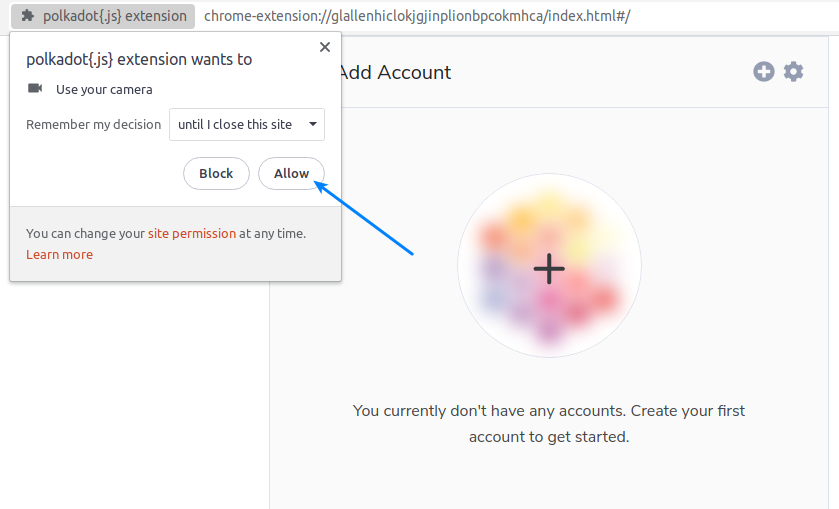 polkadot{.js} extension
chrome-extension://glallenhiclokjgjinplionbpcokmhca/index.html#/
polkadot{.js} extension wants to
Use your camera
Remember my decision
until I close this site
Block
Allow
You can change your site permission at any time.
Learn more
Add Account
You currently don't have any accounts. Create your first
account to get started.